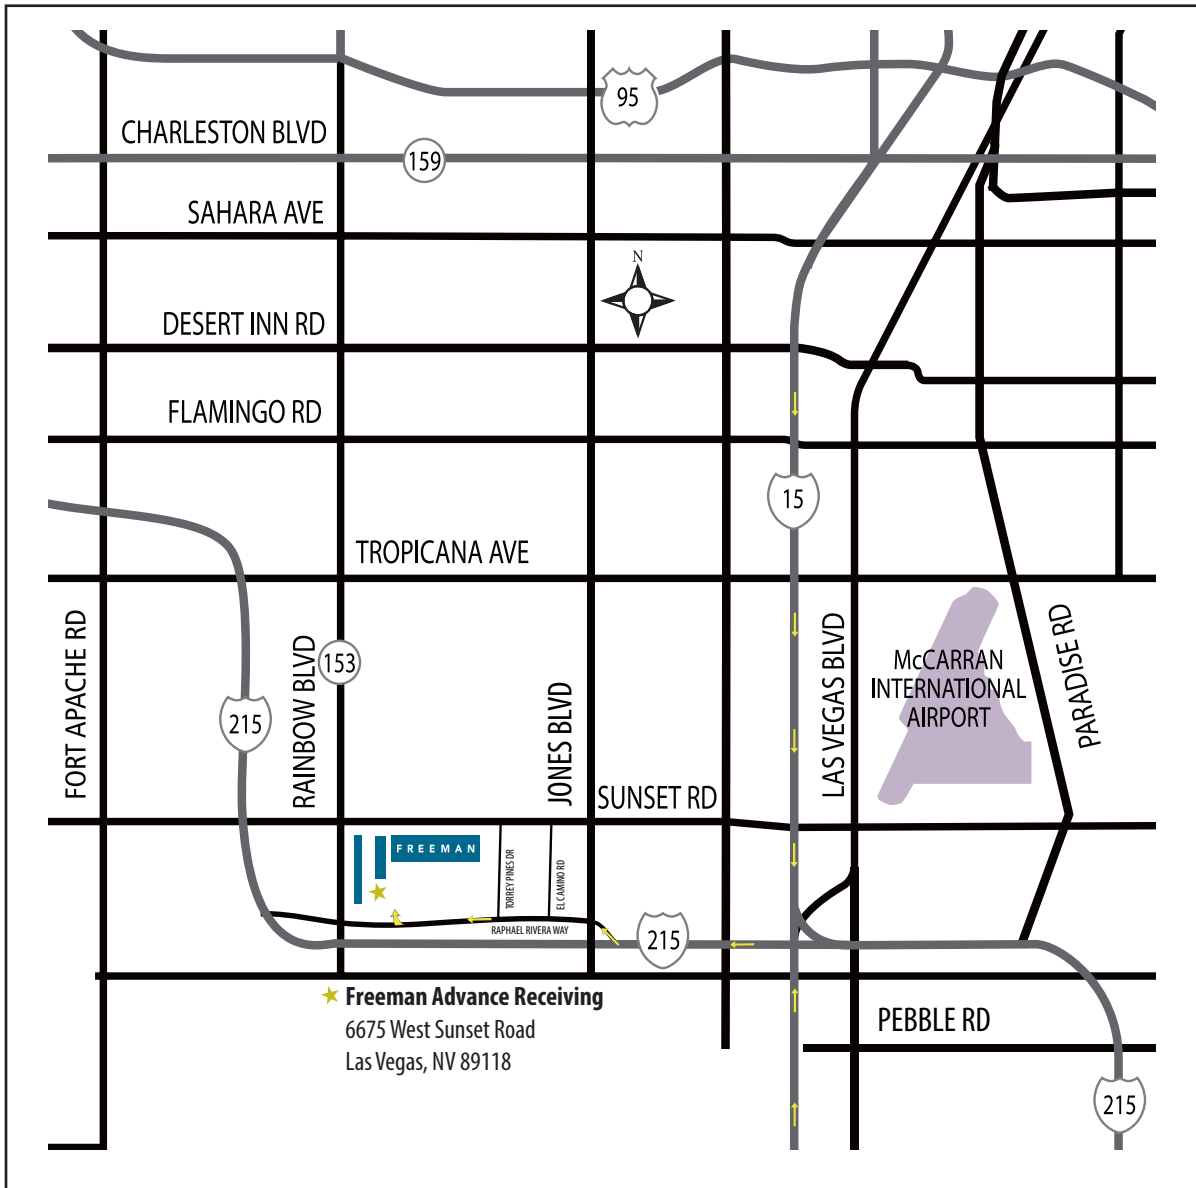 95
CHARLESTON BLVD
159
SAHARA AVE
N
DESERT INN RD
FLAMINGO RD
15
TROPICANA AVE
FORT APACHE RD
RAINBOW BLVD
153
215
JONES BLVD
LAS VEGAS BLVD
McCARRAN
INTERNATIONAL
AIRPORT
PARADISE RD
SUNSET RD
FREEMAN
TORREY PINES DR
EL CAMINO RD
RAPHAEL RIVERA WAY
215
Freeman Advance Receiving
6675 West Sunset Road
Las Vegas, NV 89118
PEBBLE RD
215